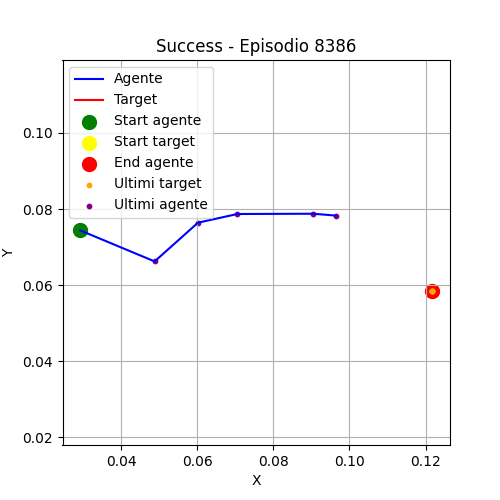 Success - Episodio 8386
Agente
Target
Start agente
Start target
End agente
Ultimi target
Ultimi agente
0.10
0.08
0.06
0.04
0.02
Y
0.04
0.06
0.08
0.10
0.12
X